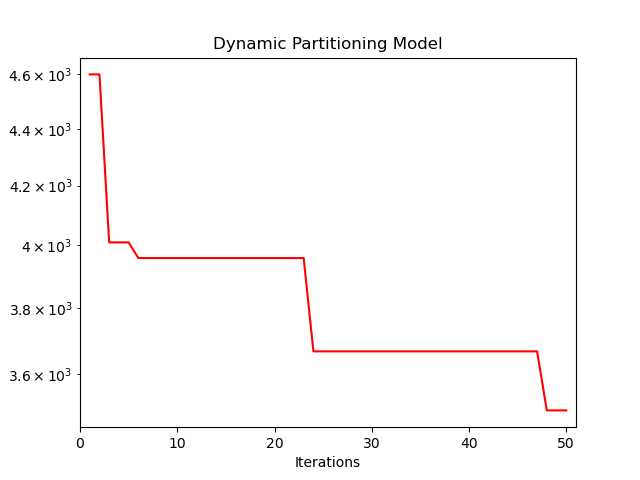 Dynamic Partitioning Model
4.6 × 10³
4.4 × 10³
4.2 × 10³
4 × 10³
3.8 × 10³
3.6 × 10³
0 10 20 30 40 50
Iterations